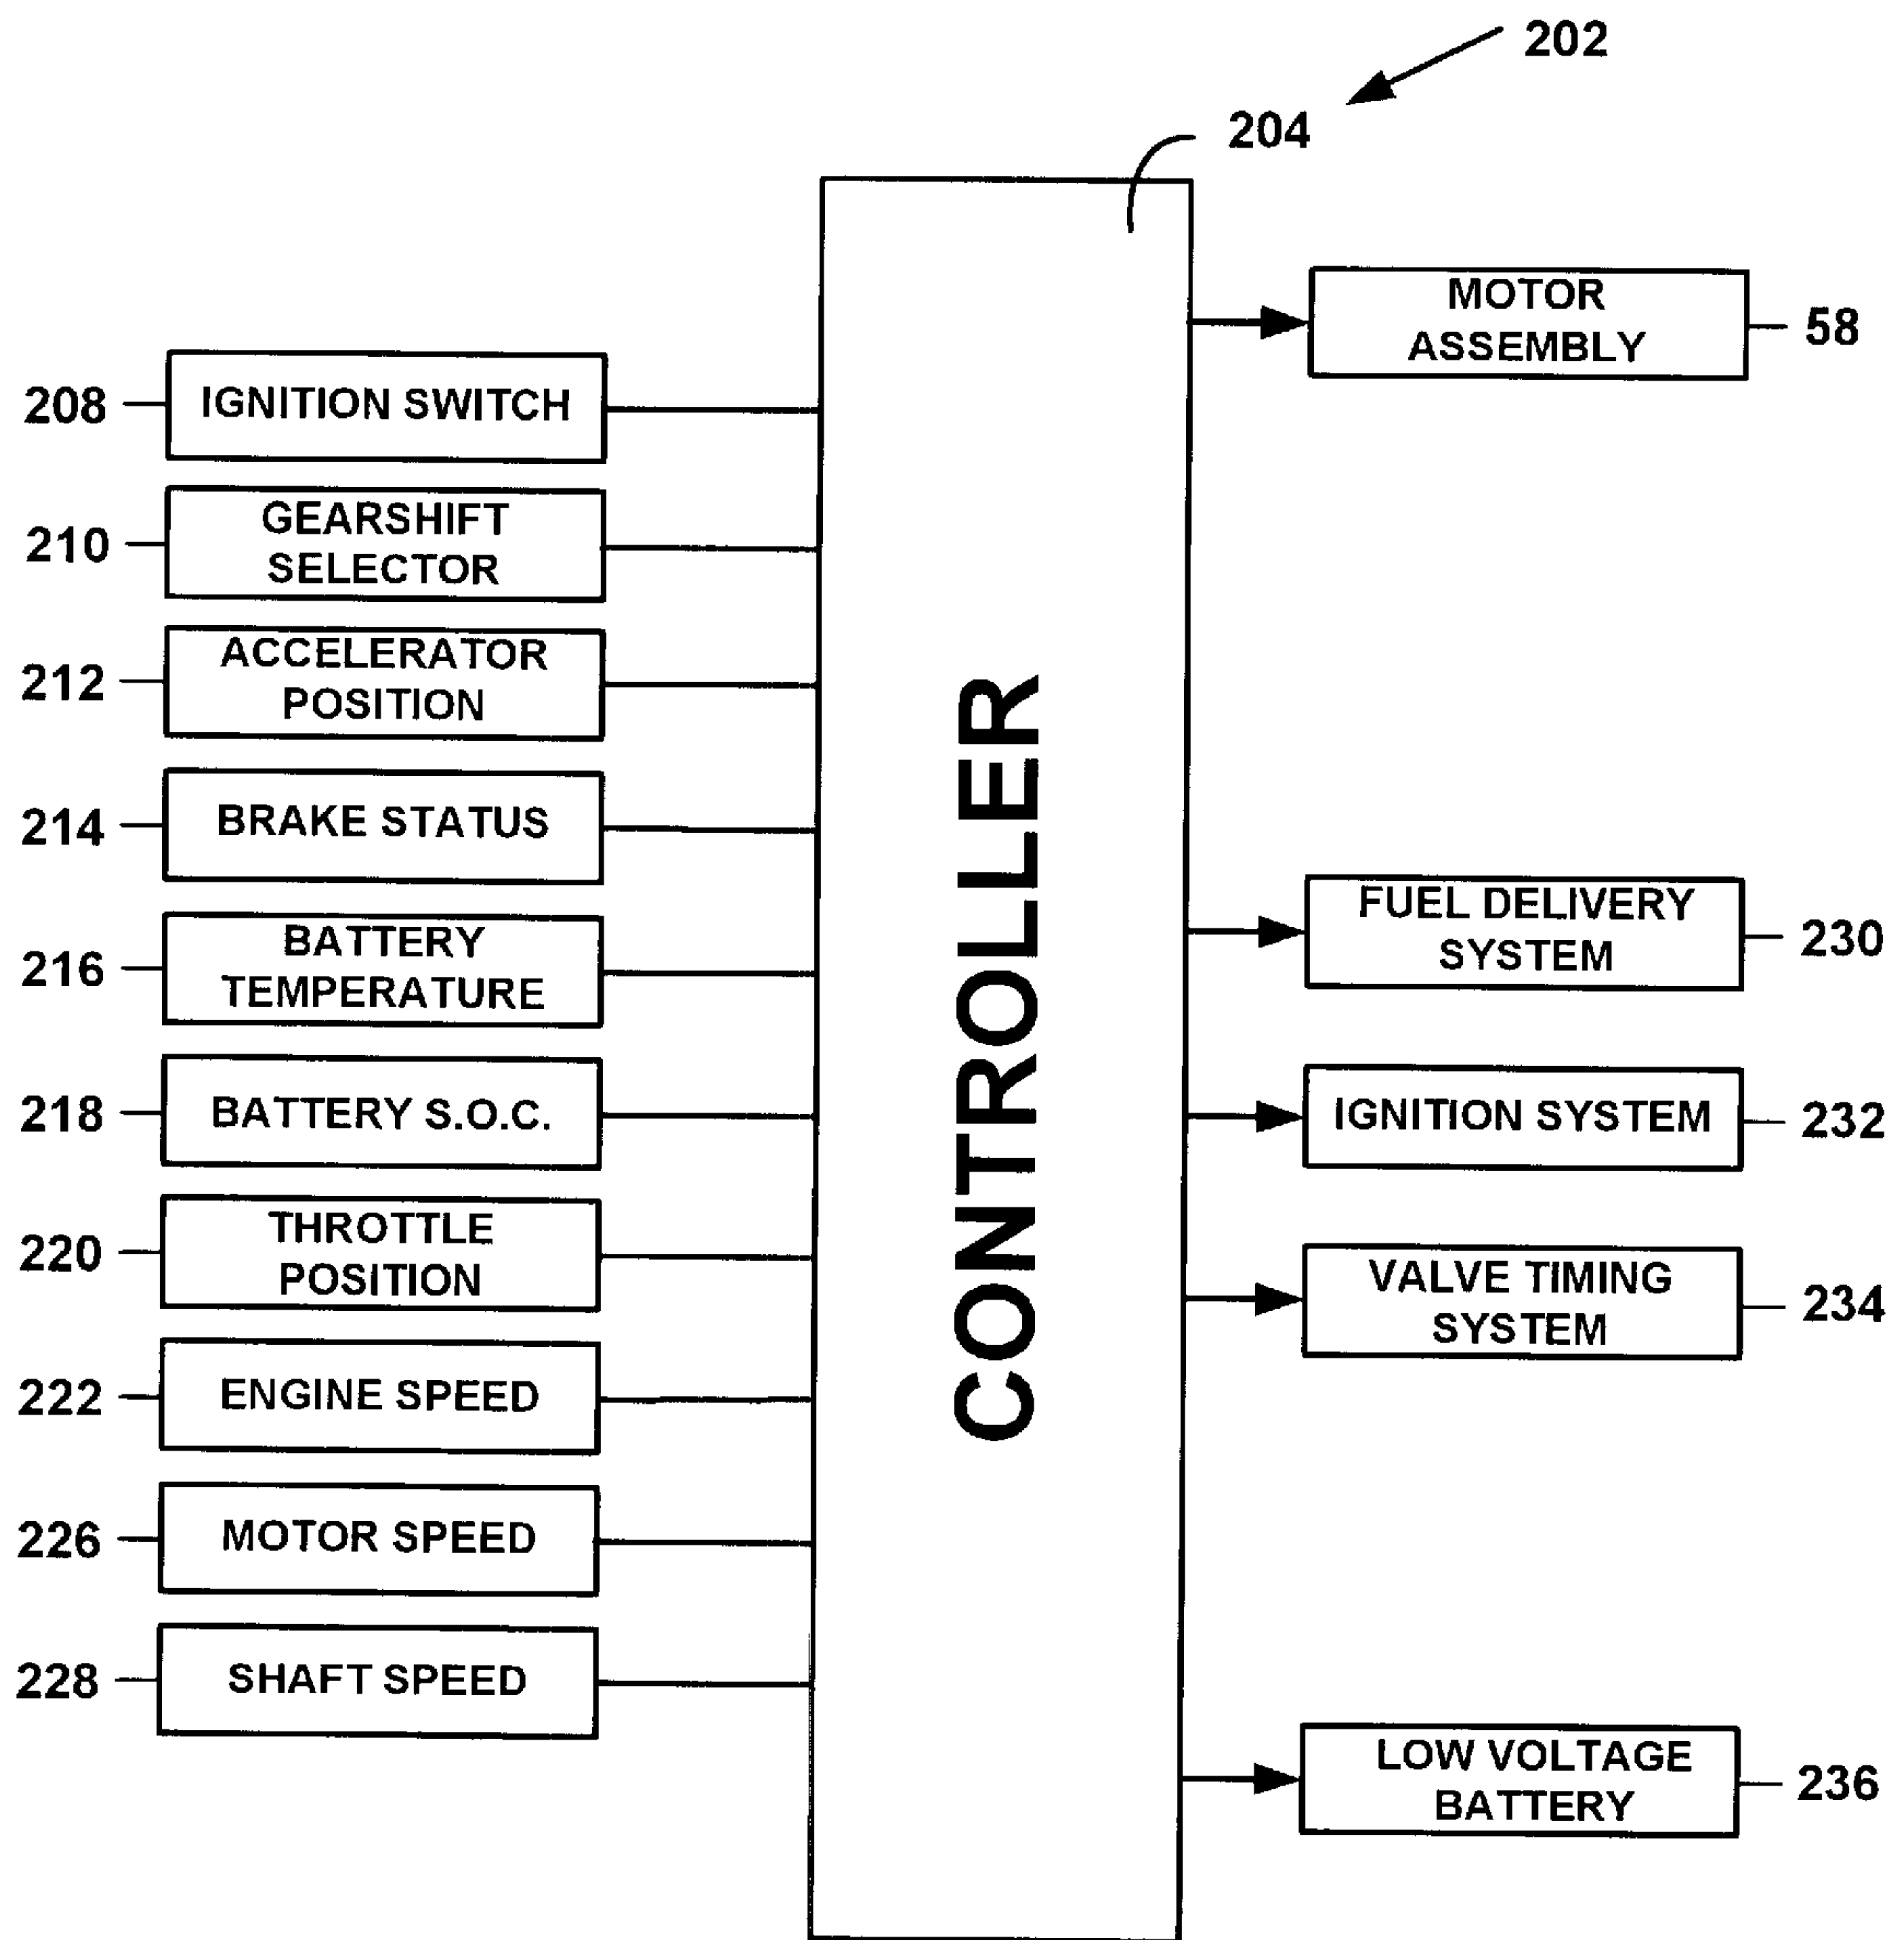 202
204
MOTOR
ASSEMBLY
58
208
IGNITION SWITCH
210
GEARSHIFT
SELECTOR
212
ACCELERATOR
POSITION
214
BRAKE STATUS
216
BATTERY
TEMPERATURE
218
BATTERY S.O.C.
220
THROTTLE
POSITION
222
ENGINE SPEED
226
MOTOR SPEED
228
SHAFT SPEED
CONTROLLER
FUEL DELIVERY
SYSTEM
230
IGNITION SYSTEM
232
VALVE TIMING
SYSTEM
234
LOW VOLTAGE
BATTERY
236